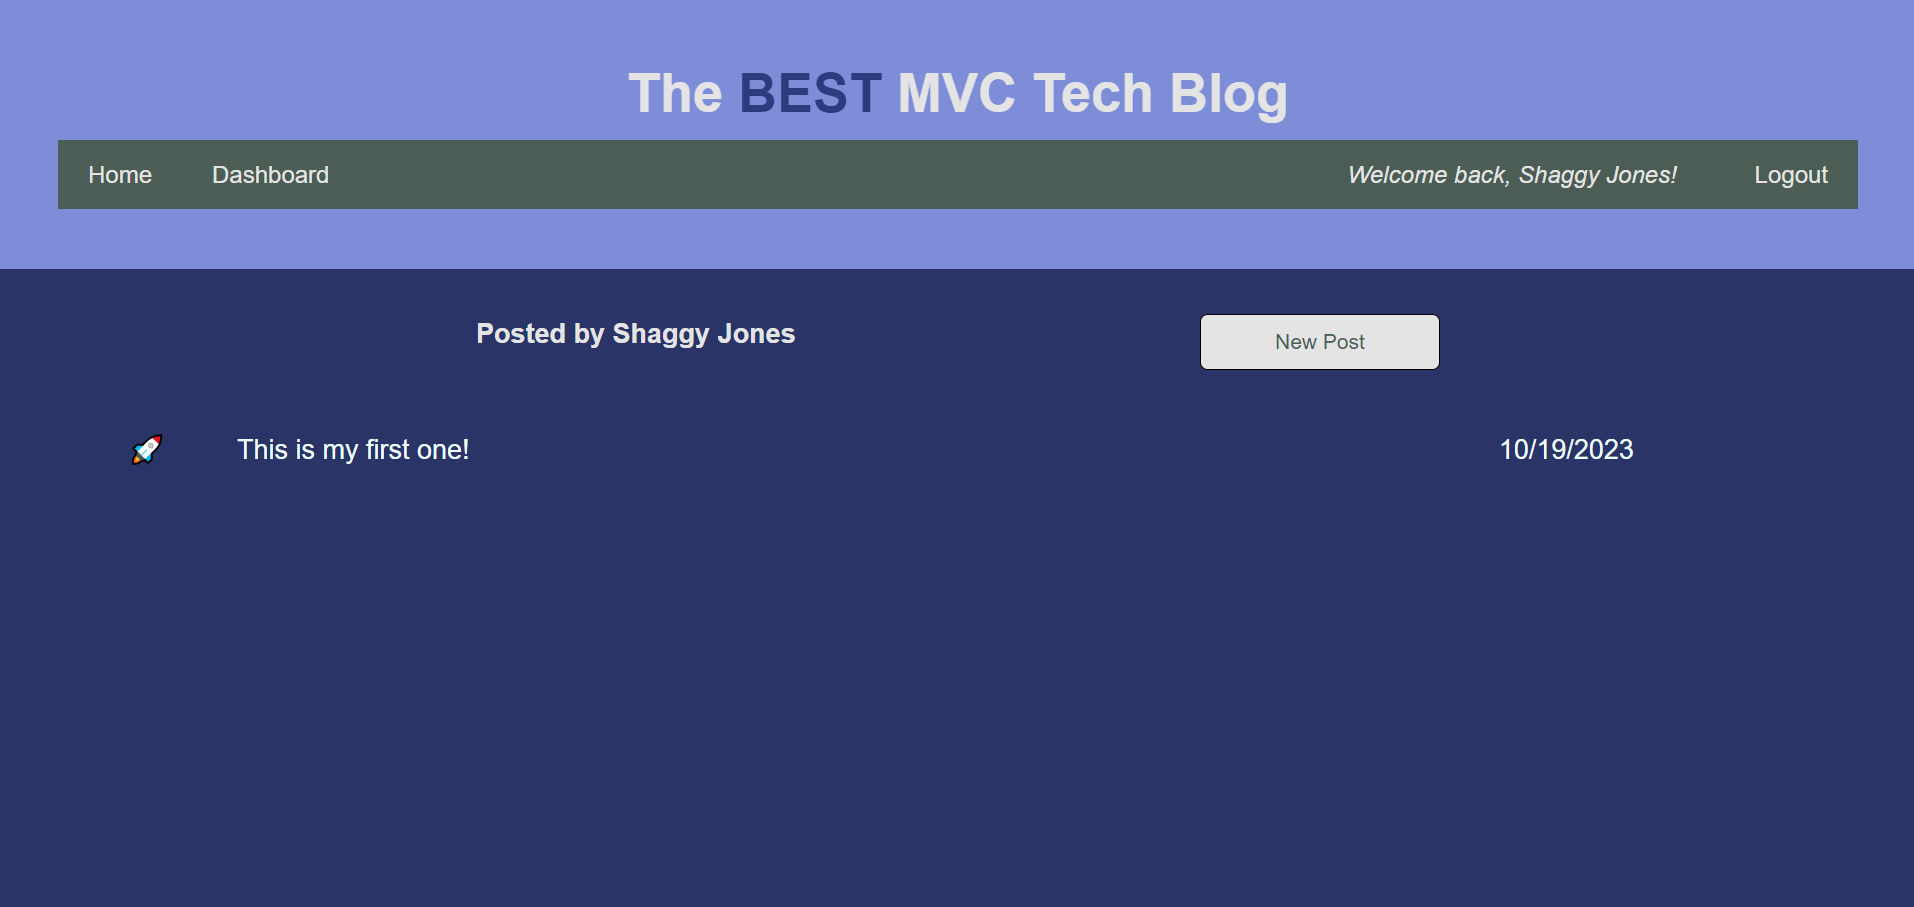 The BEST MVC Tech Blog
Home Dashboard Welcome back, Shaggy Jones! Logout
Posted by Shaggy Jones New Post
🚀 This is my first one! 10/19/2023